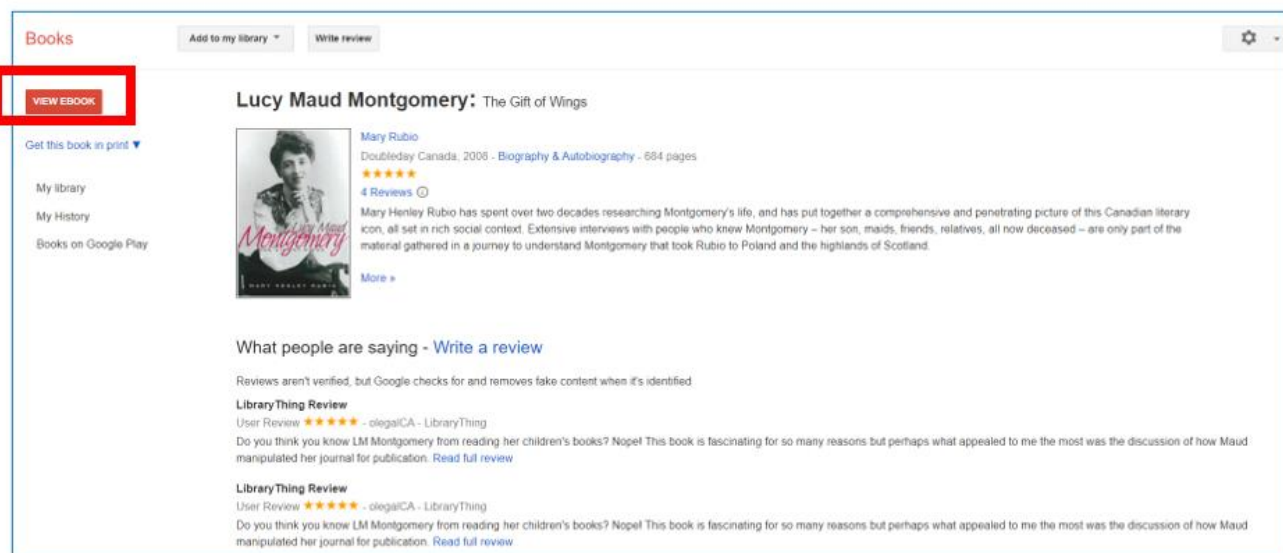 Books
Add to my library
Write review
VIEW EBOOK
Get this book in print ▼
My library
My History
Books on Google Play
Lucy Maud Montgomery: The Gift of Wings
Lucy Maud
Montgomery
MARY HENLEY RUBIO
Mary Rubio
Doubleday Canada, 2008 - Biography & Autobiography - 684 pages
★★★★★
4 Reviews
Mary Henley Rubio has spent over two decades researching Montgomery's life, and has put together a comprehensive and penetrating picture of this Canadian literary
icon, all set in rich social context. Extensive interviews with people who knew Montgomery – her son, maids, friends, relatives, all now deceased – are only part of the
material gathered in a journey to understand Montgomery that took Rubio to Poland and the highlands of Scotland.
More »
What people are saying - Write a review
Reviews aren't verified, but Google checks for and removes fake content when it's identified
LibraryThing Review
User Review ★★★★★ - olegalCA - LibraryThing
Do you think you know LM Montgomery from reading her children's books? Nope! This book is fascinating for so many reasons but perhaps what appealed to me the most was the discussion of how Maud
manipulated her journal for publication. Read full review
LibraryThing Review
User Review ★★★★★ - olegalCA - LibraryThing
Do you think you know LM Montgomery from reading her children's books? Nope! This book is fascinating for so many reasons but perhaps what appealed to me the most was the discussion of how Maud
manipulated her journal for publication. Read full review